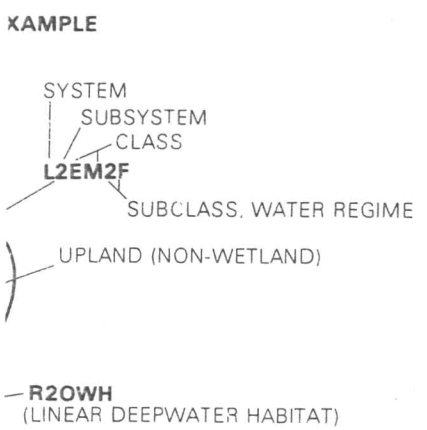 XAMPLE
SYSTEM
SUBSYSTEM
CLASS
L2EM2F
SUBCLASS, WATER REGIME
UPLAND (NON-WETLAND)
R2OWH
(LINEAR DEEPWATER HABITAT)